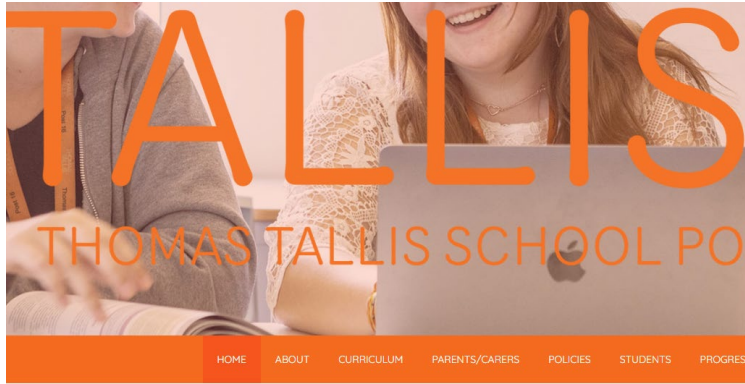 TALLIS
THOMAS TALLIS SCHOOL PO
HOME ABOUT CURRICULUM PARENTS/CARERS POLICIES STUDENTS PROGRES